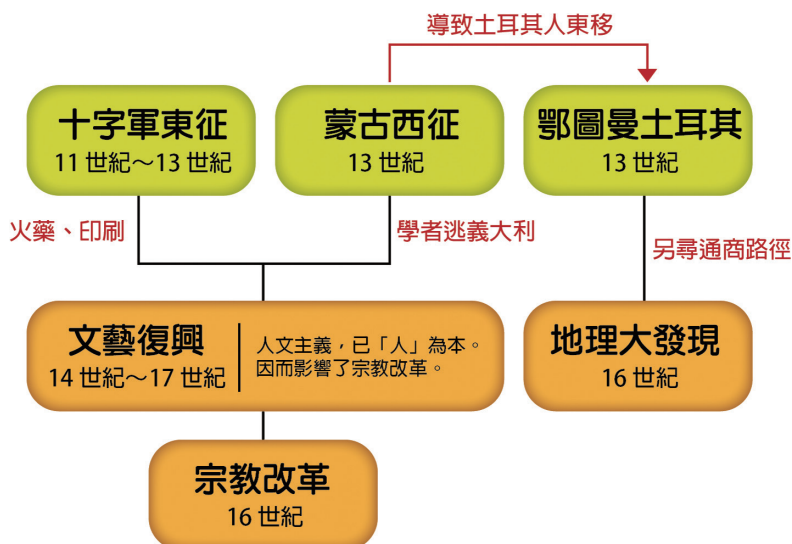 導致土耳其人東移
十字軍東征
11 世紀～13 世紀
蒙古西征
13 世紀
鄂圖曼土耳其
13 世紀
火藥、印刷
學者逃義大利
另尋通商路徑
文藝復興
14 世紀～17 世紀
人文主義，已「人」為本。
因而影響了宗教改革。
地理大發現
16 世紀
宗教改革
16 世紀